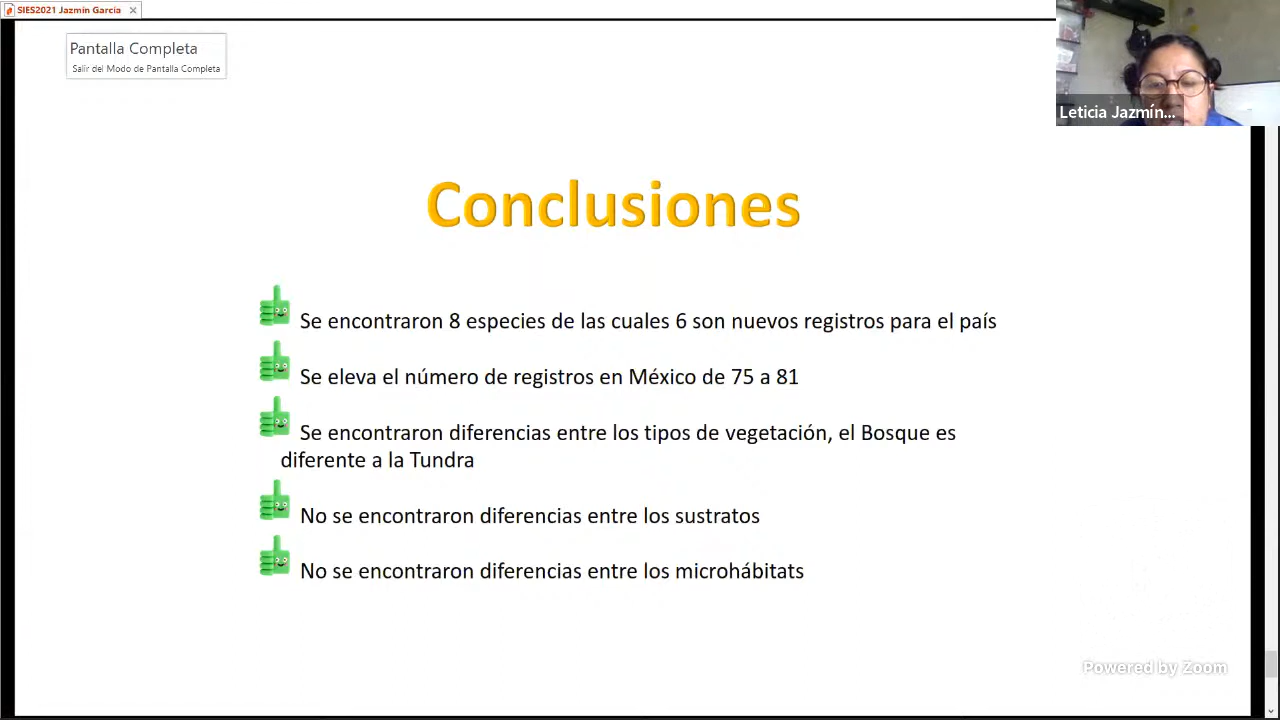 SIES2021 Jazmín García
Pantalla Completa
Salir del Modo de Pantalla Completa
Leticia Jazmín...
Conclusiones
Se encontraron 8 especies de las cuales 6 son nuevos registros para el país
Se eleva el número de registros en México de 75 a 81
Se encontraron diferencias entre los tipos de vegetación, el Bosque es
diferente a la Tundra
No se encontraron diferencias entre los sustratos
No se encontraron diferencias entre los microhábitats
Powered by Zoom